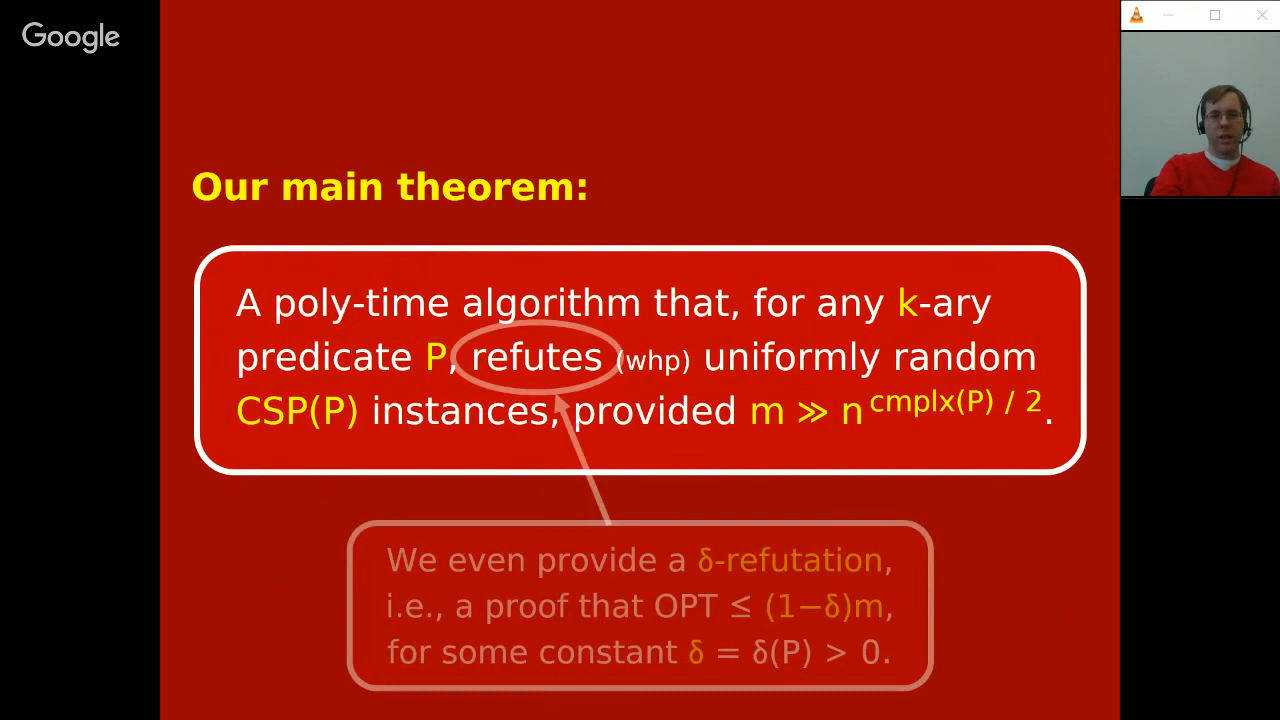 Google
Our main theorem:
A poly-time algorithm that, for any k-ary
predicate P, refutes (whp) uniformly random
CSP(P) instances, provided m ≫ n^cmplx(P) / 2.
We even provide a δ-refutation,
i.e., a proof that OPT ≤ (1−δ)m,
for some constant δ = δ(P) > 0.